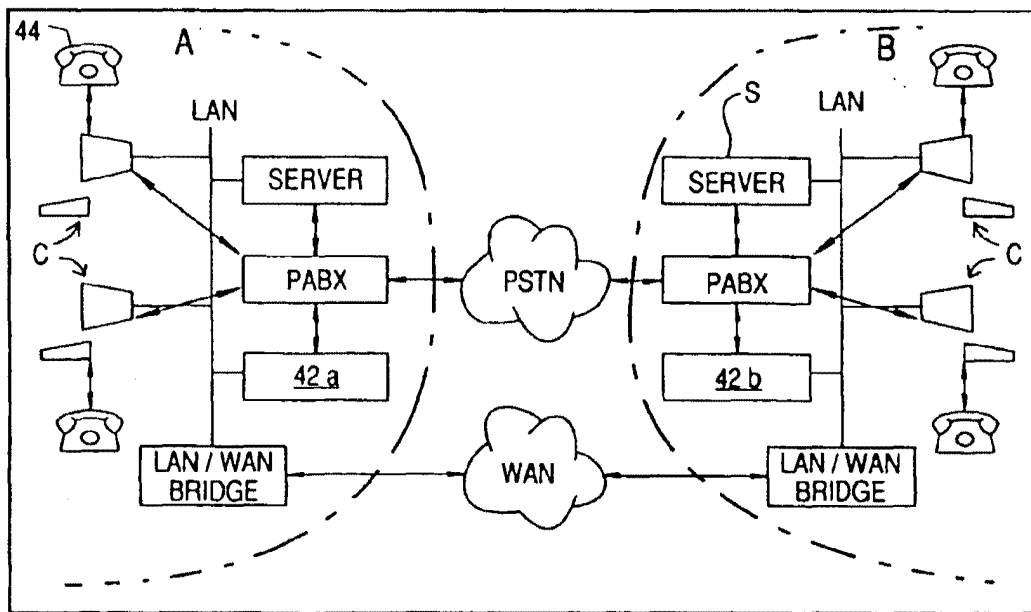 44
A
B
LAN
S
LAN
SERVER
SERVER
C
C
PABX
PSTN
PABX
42 a
42 b
LAN / WAN
BRIDGE
WAN
LAN / WAN
BRIDGE